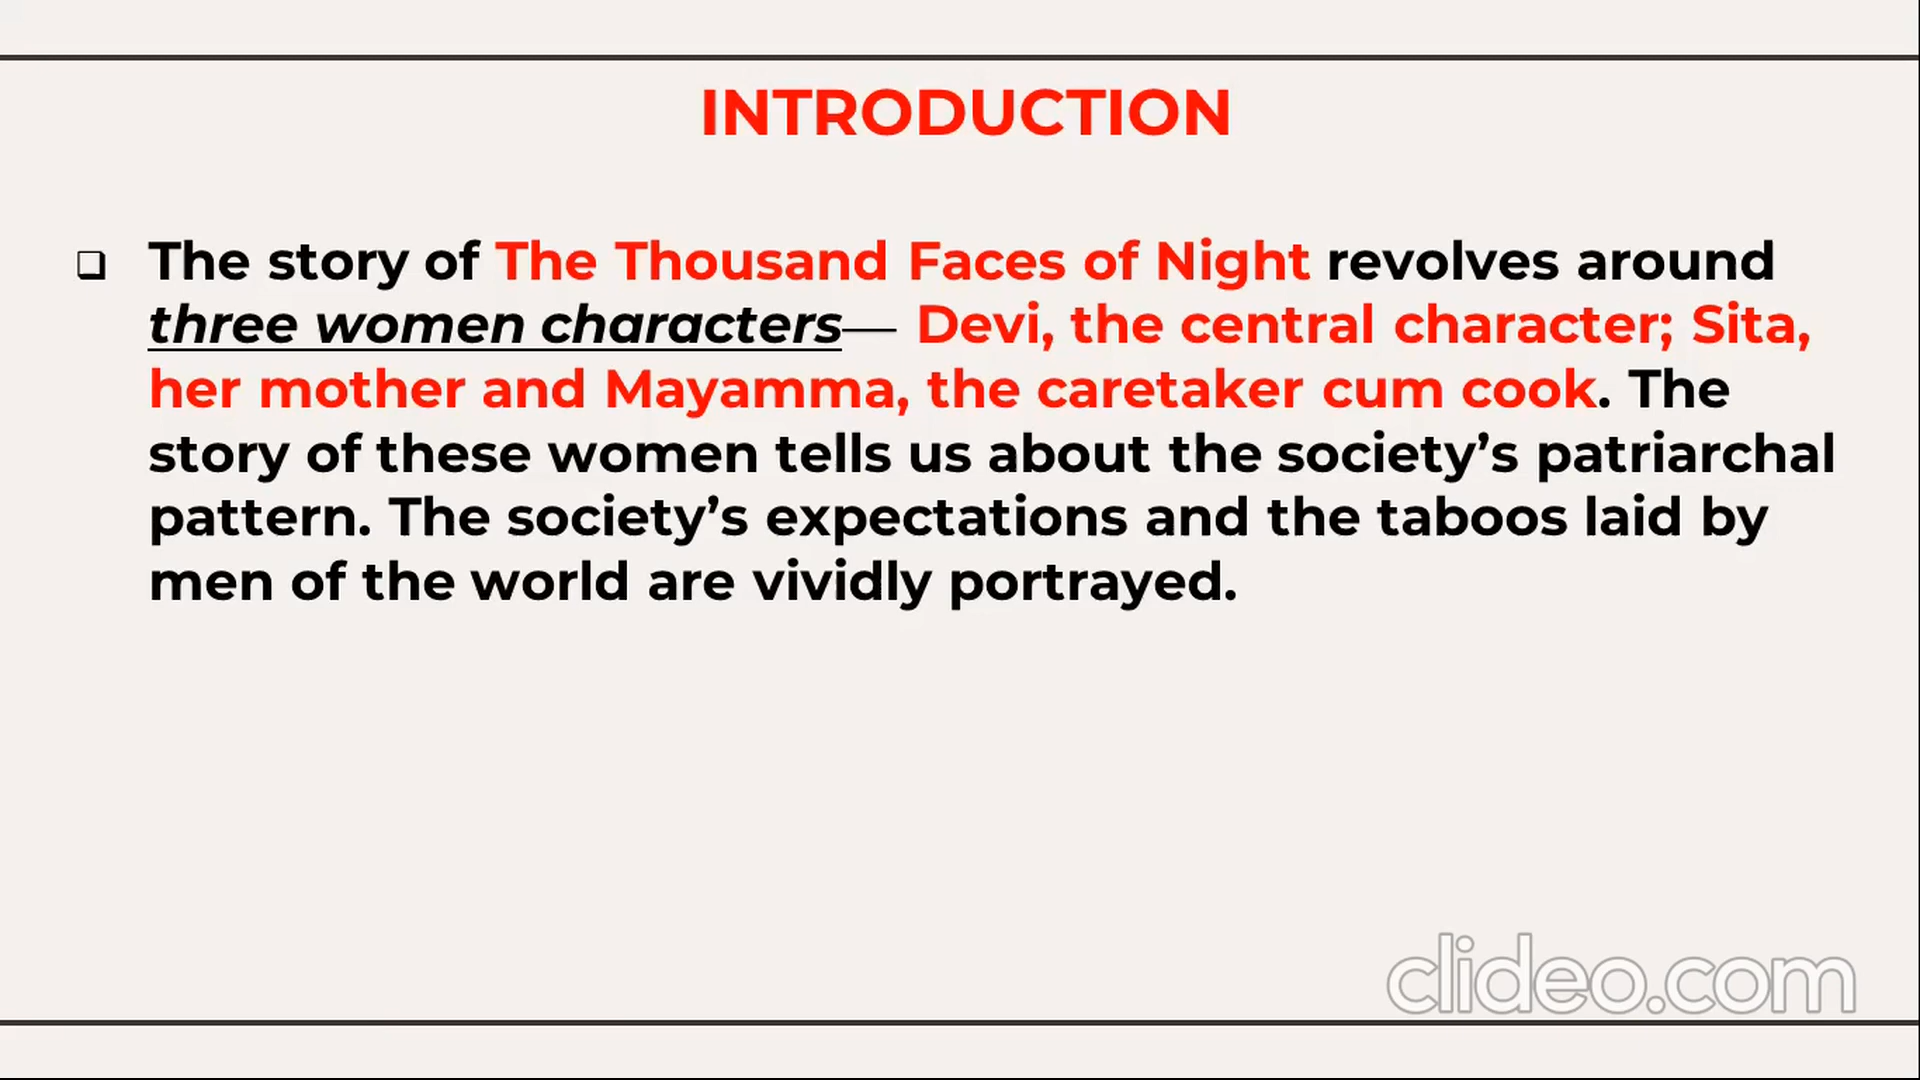 INTRODUCTION
❑ The story of The Thousand Faces of Night revolves around
three women characters— Devi, the central character; Sita,
her mother and Mayamma, the caretaker cum cook. The
story of these women tells us about the society’s patriarchal
pattern. The society’s expectations and the taboos laid by
men of the world are vividly portrayed.
clideo.com